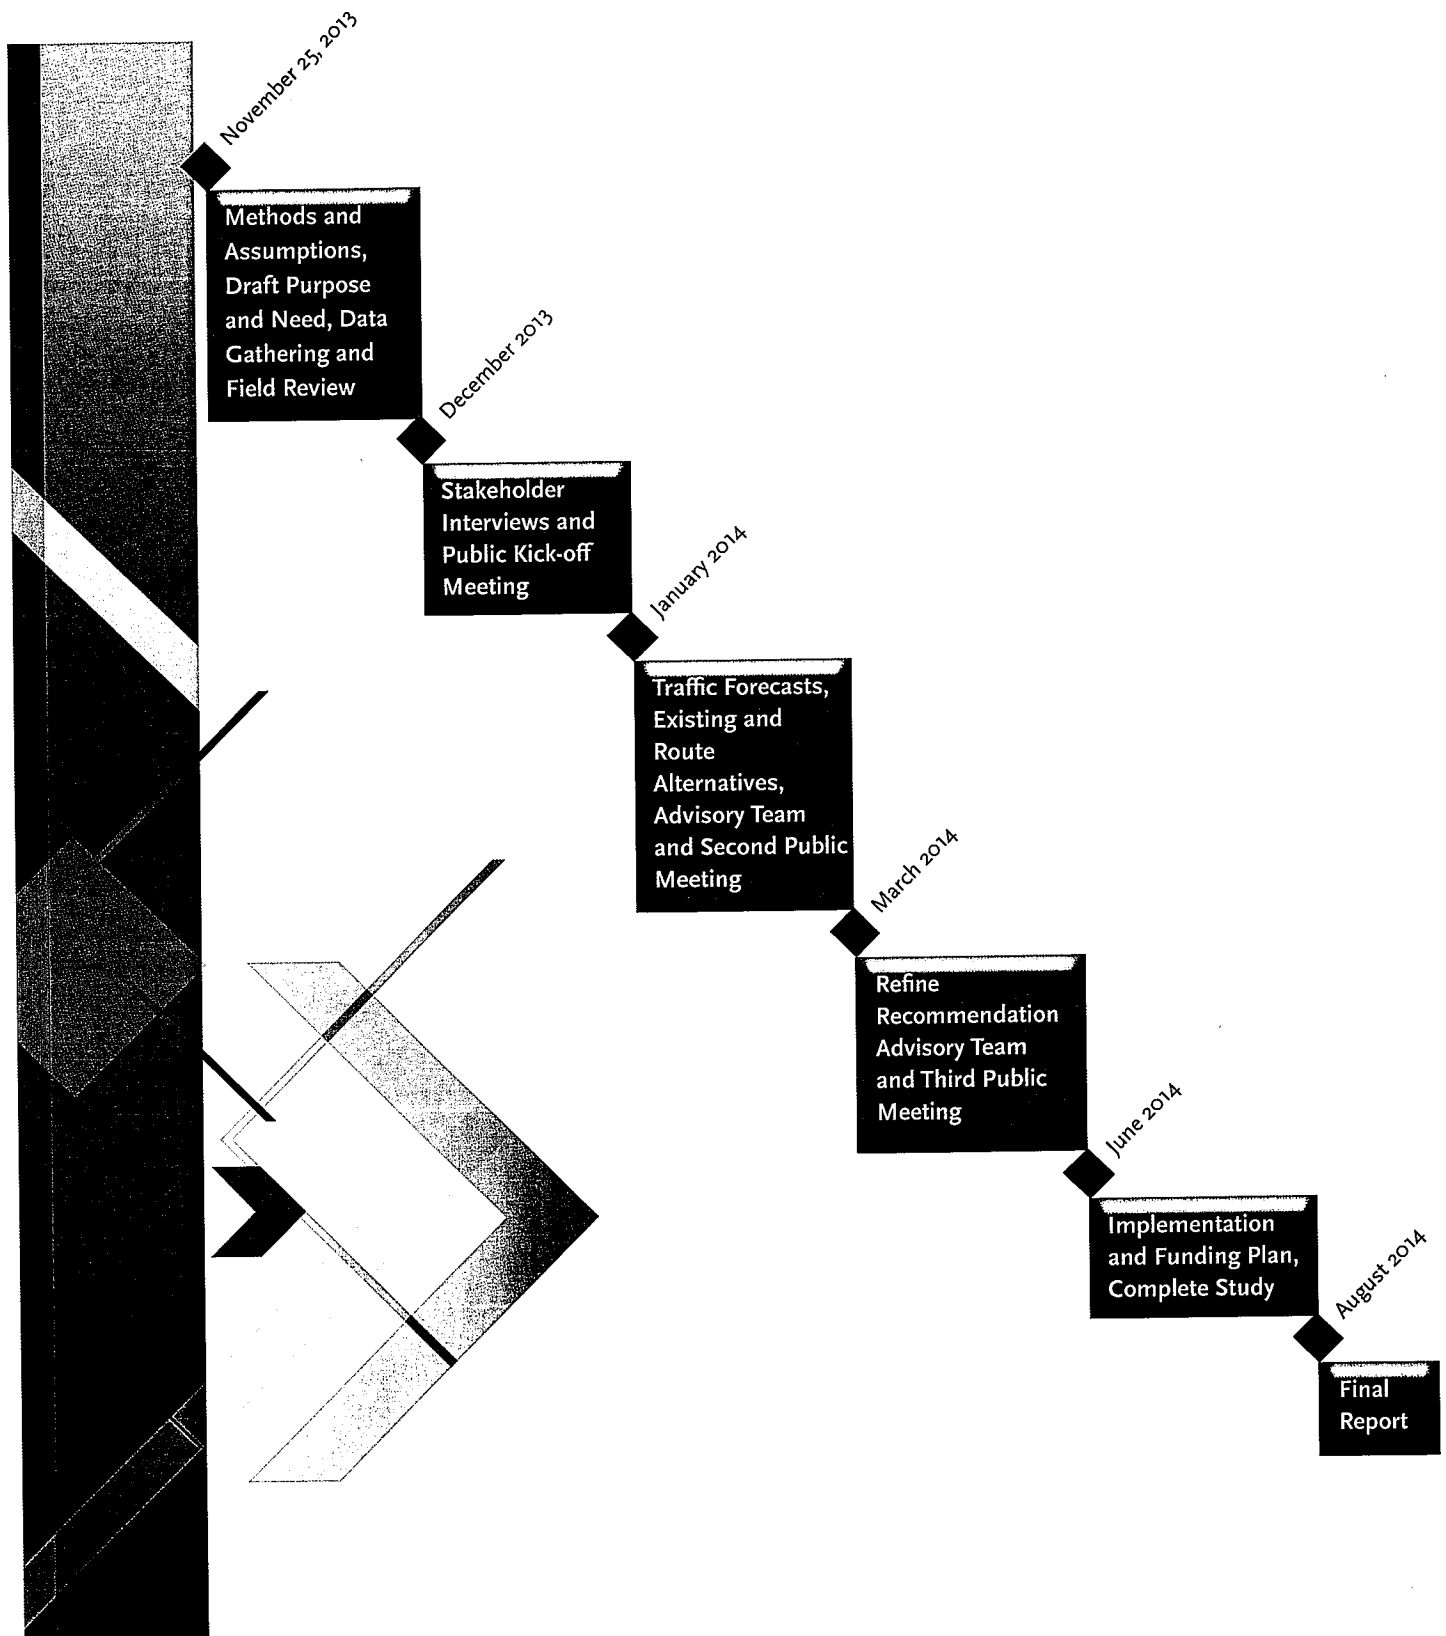 November 25, 2013
Methods and
Assumptions,
Draft Purpose
and Need, Data
Gathering and
Field Review
December 2013
Stakeholder
Interviews and
Public Kick-off
Meeting
January 2014
Traffic Forecasts,
Existing and
Route
Alternatives,
Advisory Team
and Second Public
Meeting
March 2014
Refine
Recommendation
Advisory Team
and Third Public
Meeting
June 2014
Implementation
and Funding Plan,
Complete Study
August 2014
Final
Report